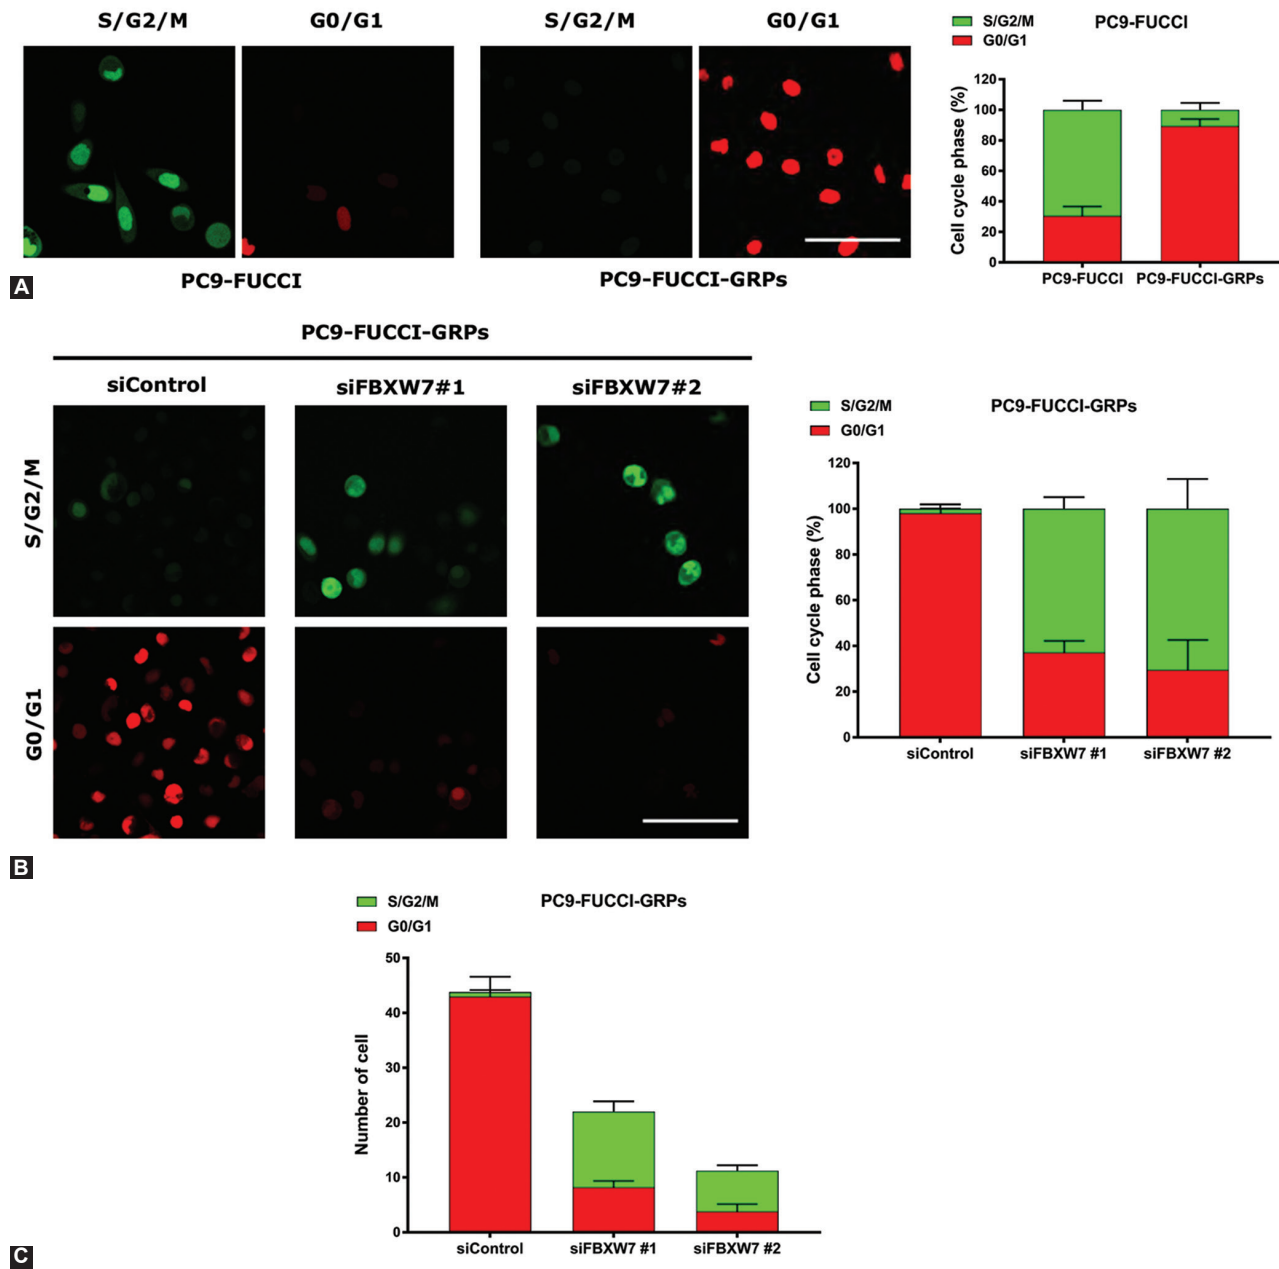 S/G2/M G0/G1 S/G2/M G0/G1
PC9-FUCCI PC9-FUCCI-GRPs
A
S/G2/M
G0/G1
PC9-FUCCI
Cell cycle phase (%)
120
100
80
60
40
20
0
PC9-FUCCI PC9-FUCCI-GRPs
PC9-FUCCI-GRPs
siControl siFBXW7#1 siFBXW7#2
S/G2/M
G0/G1
B
S/G2/M
G0/G1
PC9-FUCCI-GRPs
Cell cycle phase (%)
120
100
80
60
40
20
0
siControl siFBXW7 #1 siFBXW7 #2
S/G2/M
G0/G1
PC9-FUCCI-GRPs
Number of cell
50
40
30
20
10
0
siControl siFBXW7 #1 siFBXW7 #2
C